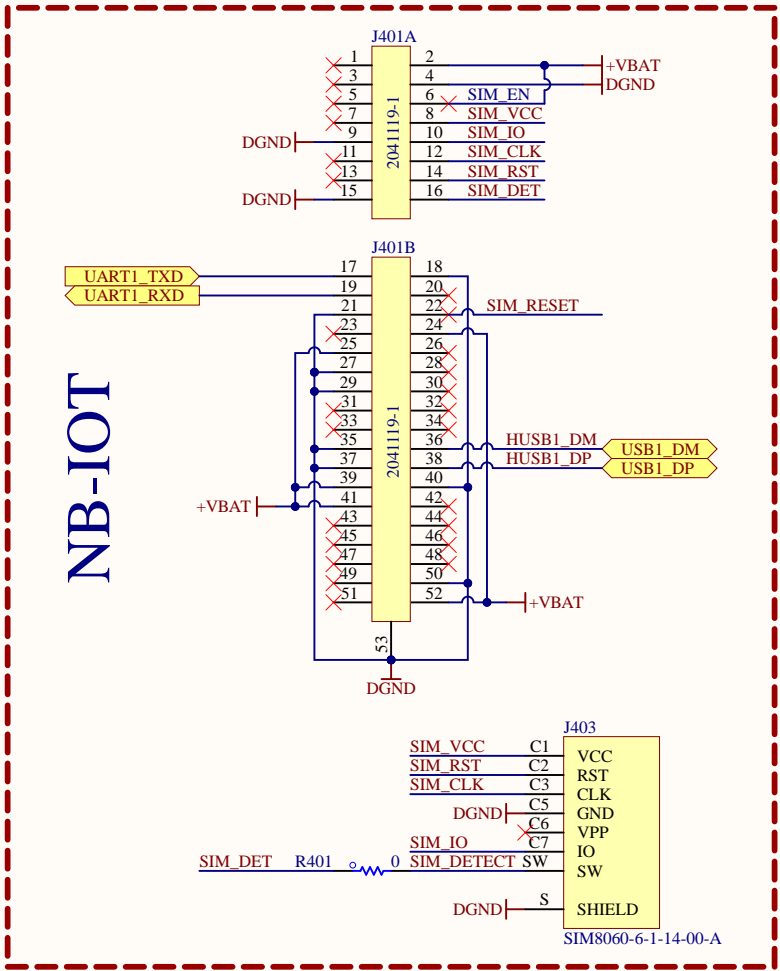 J401A
1 2 +VBAT
3 4 DGND
5 6 SIM_EN
7 8 SIM_VCC
DGND 9 10 SIM_IO
11 12 SIM_CLK
13 14 SIM_RST
DGND 15 16 SIM_DET
2041119-1
J401B
UART1_TXD 17 18
UART1_RXD 19 20
21 22 SIM_RESET
23 24
25 26
27 28
29 30
31 32
33 34
35 36 HUSB1_DM USB1_DM
37 38 HUSB1_DP USB1_DP
39 40
+VBAT 41 42
43 44
45 46
47 48
49 50
51 52 +VBAT
2041119-1
53
DGND
NB-IOT
J403
SIM_VCC C1 VCC
SIM_RST C2 RST
SIM_CLK C3 CLK
DGND C5 GND
C6 VPP
SIM_IO C7 IO
SIM_DET R401 0 SIM_DETECT SW SW
DGND S SHIELD
SIM8060-6-1-14-00-A